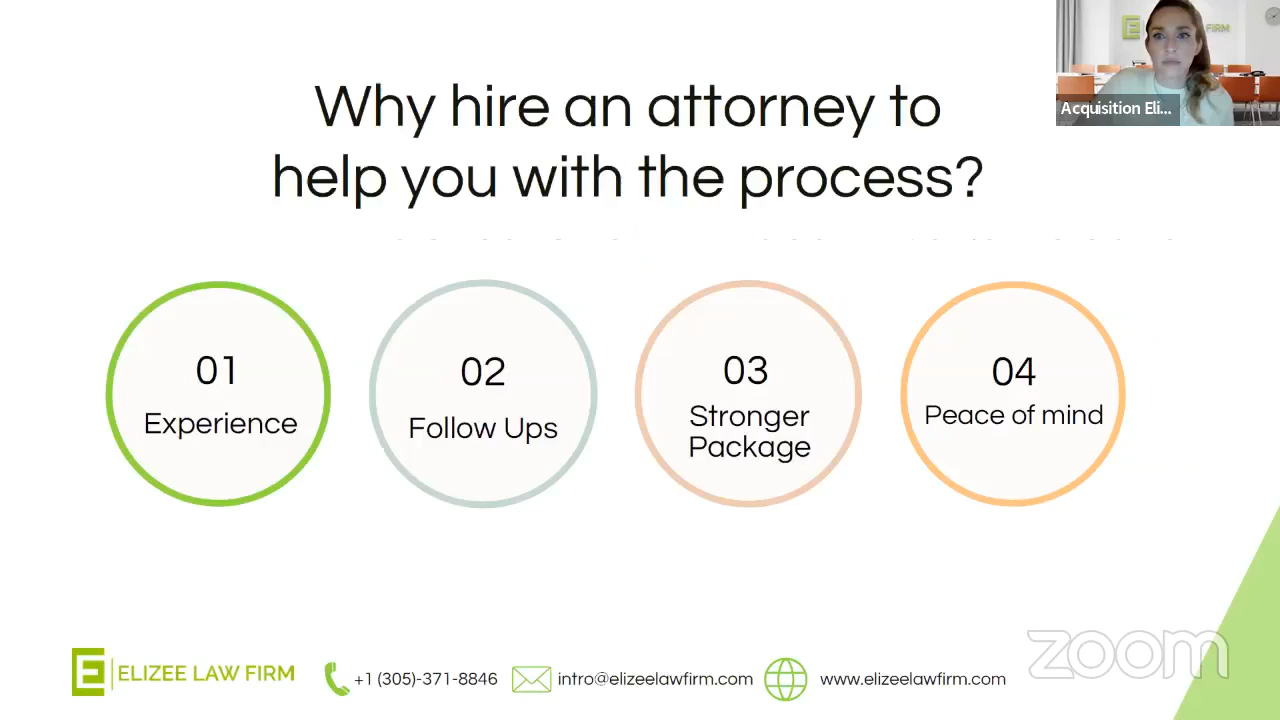 FIRM
Acquisition Eli...
Why hire an attorney to
help you with the process?
01
Experience
02
Follow Ups
03
Stronger
Package
04
Peace of mind
ELIZEE LAW FIRM
+1 (305)-371-8846
intro@elizeelawfirm.com
www.elizeelawfirm.com
zoom